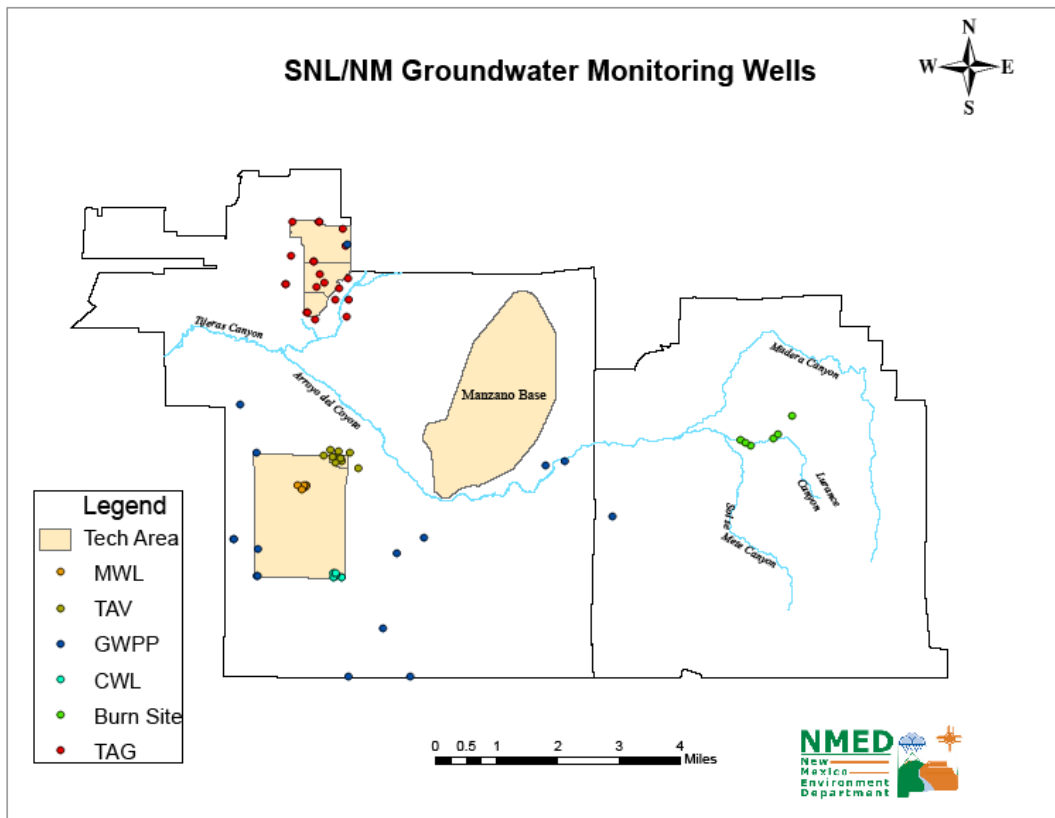 SNL/NM Groundwater Monitoring Wells
N
W E
S
Tijeras Canyon
Arroyo del Coyote
Manzano Base
Madera Canyon
Lurance
Canyon
Sol se
Mete Canyon
Legend
Tech Area
MWL
TAV
GWPP
CWL
Burn Site
TAG
0 0.5 1 2 3 4
Miles
NMED
New
Mexico
Environment
Department